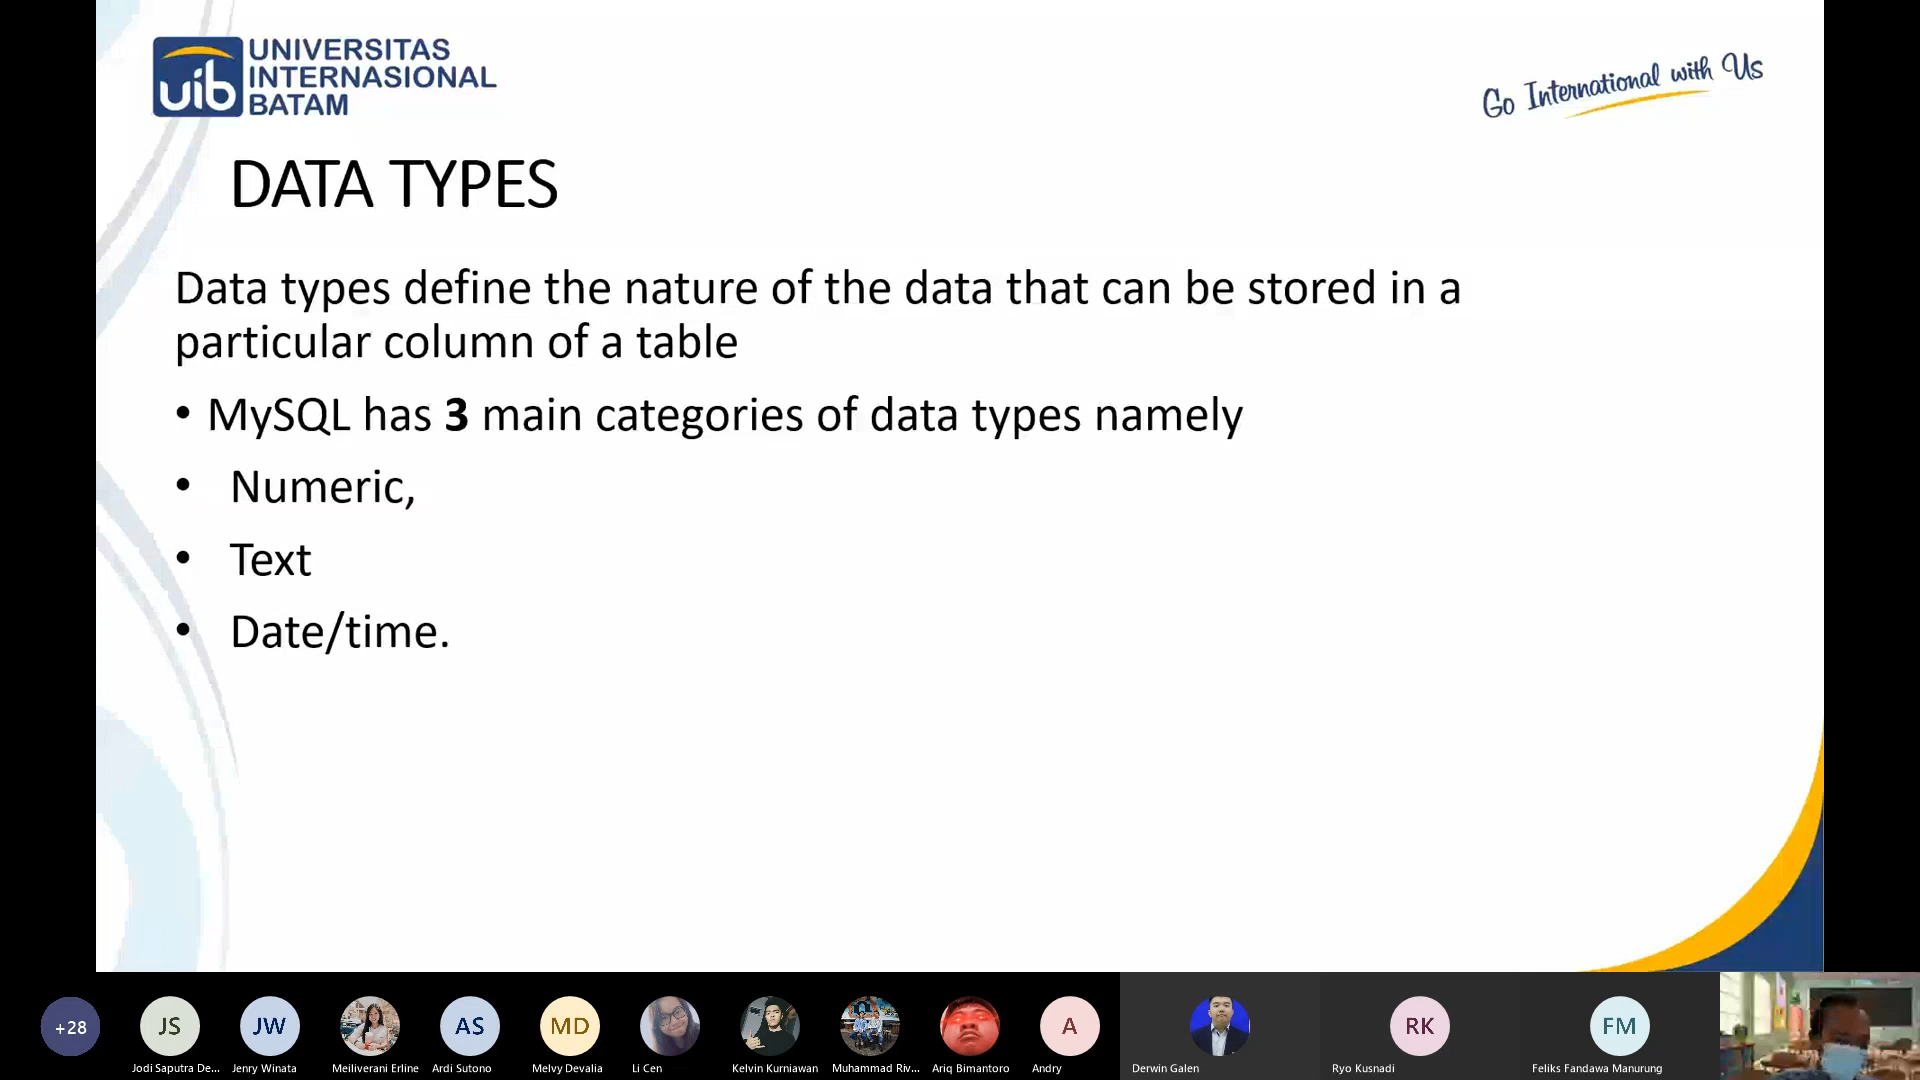 uib
UNIVERSITAS
INTERNASIONAL
BATAM
Go International with Us
DATA TYPES
Data types define the nature of the data that can be stored in a
particular column of a table
• MySQL has 3 main categories of data types namely
• Numeric,
• Text
• Date/time.
+28
JS
JW
AS
MD
A
RK
FM
Jodi Saputra De...
Jenry Winata
Meiliverani Erline
Ardi Sutono
Melvy Devalia
Li Cen
Kelvin Kurniawan
Muhammad Riv...
Ariq Bimantoro
Andry
Derwin Galen
Ryo Kusnadi
Feliks Fandawa Manurung